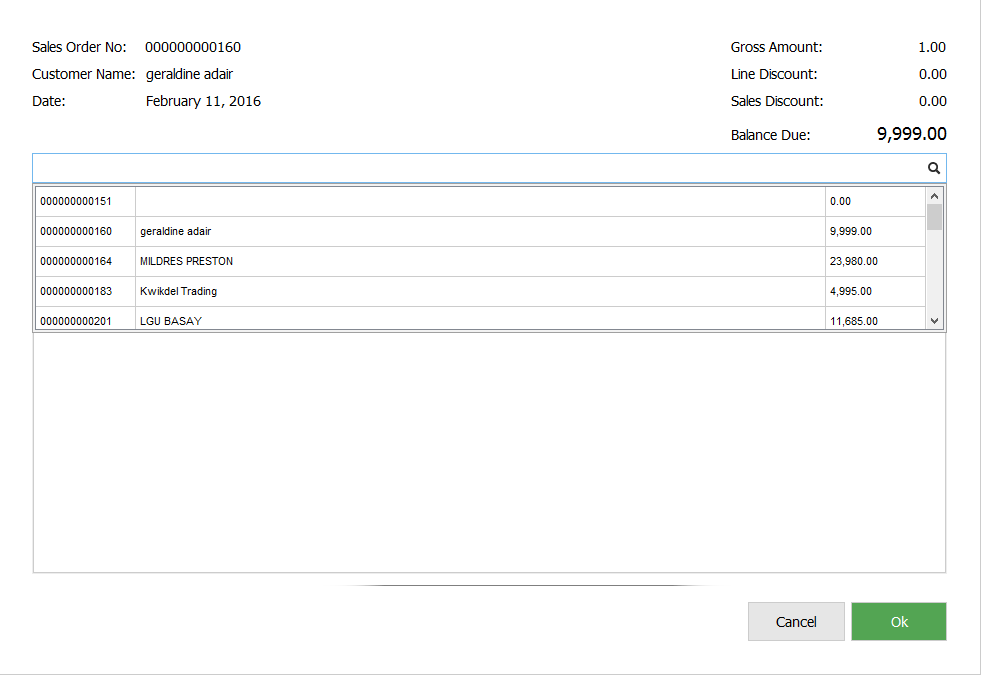 Sales Order No: 000000000160
Customer Name: geraldine adair
Date: February 11, 2016
Gross Amount: 1.00
Line Discount: 0.00
Sales Discount: 0.00
Balance Due: 9,999.00
000000000151 0.00
000000000160 geraldine adair 9,999.00
000000000164 MILDRES PRESTON 23,980.00
000000000183 Kwikdel Trading 4,995.00
000000000201 LGU BASAY 11,685.00
Cancel Ok